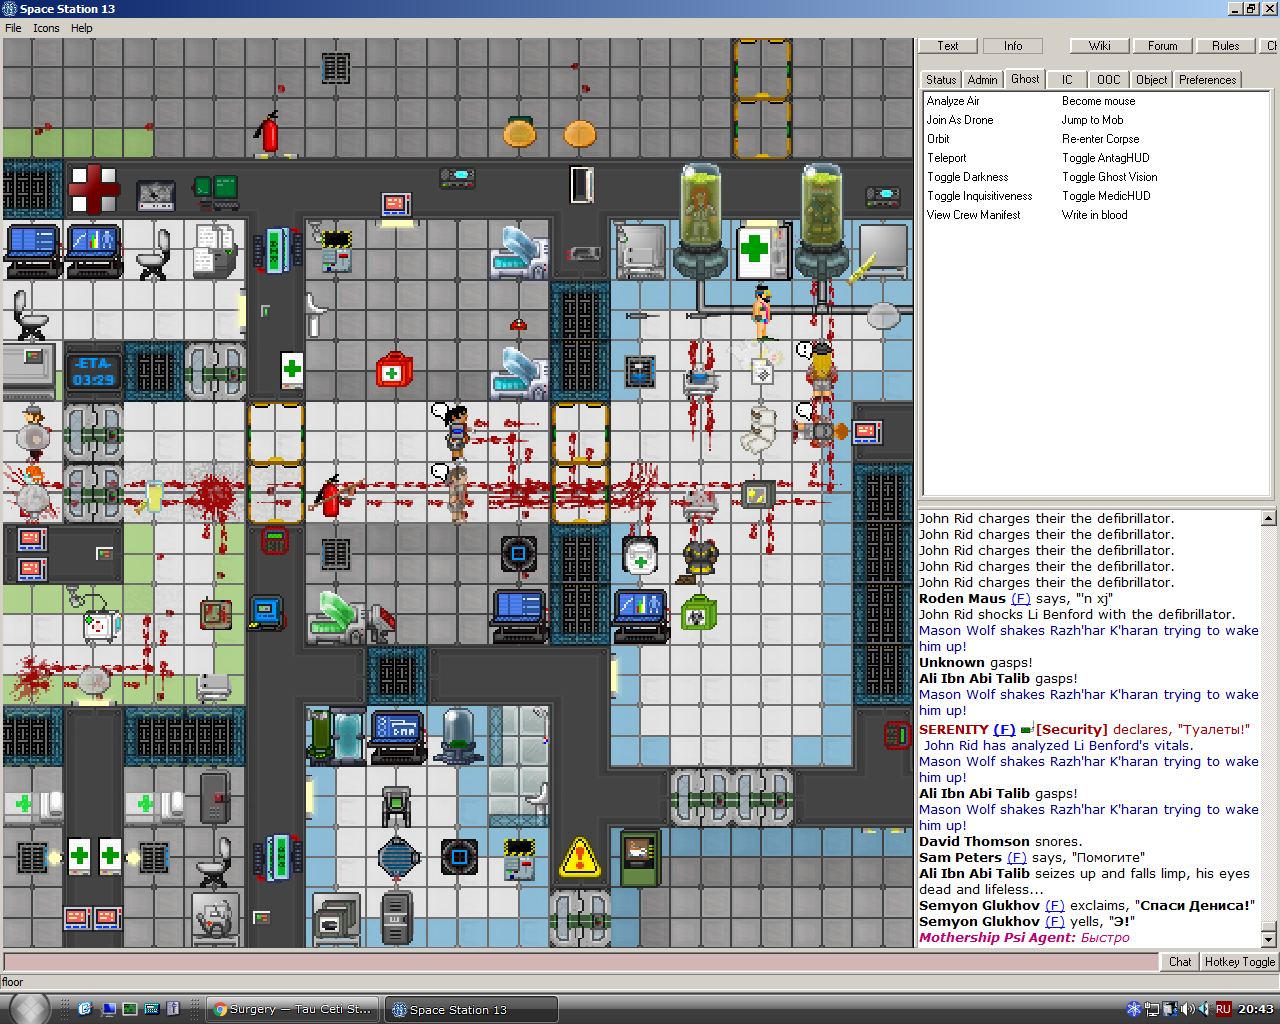 Space Station 13
File Icons Help
Text Info Wiki Forum Rules
Status Admin Ghost IC OOC Object Preferences
Analyze Air Become mouse
Join As Drone Jump to Mob
Orbit Re-enter Corpse
Teleport Toggle AntagHUD
Toggle Darkness Toggle Ghost Vision
Toggle Inquisitiveness Toggle MedicHUD
View Crew Manifest Write in blood
AIR
-ETA-
03:29
DNA
AIR
John Rid charges their the defibrillator.
John Rid charges their the defibrillator.
John Rid charges their the defibrillator.
John Rid charges their the defibrillator.
John Rid charges their the defibrillator.
Roden Maus (F) says, "'n xj"
John Rid shocks Li Benford with the defibrillator.
Mason Wolf shakes Razh'har K'haran trying to wake
him up!
Unknown gasps!
Ali Ibn Abi Talib gasps!
Mason Wolf shakes Razh'har K'haran trying to wake
him up!
SERENITY (F) [Security] declares, "Туалеты!"
John Rid has analyzed Li Benford's vitals.
Mason Wolf shakes Razh'har K'haran trying to wake
him up!
Ali Ibn Abi Talib gasps!
Mason Wolf shakes Razh'har K'haran trying to wake
him up!
David Thomson snores.
Sam Peters (F) says, "Помогите"
Ali Ibn Abi Talib seizes up and falls limp, his eyes
dead and lifeless...
Semyon Glukhov (F) exclaims, "Спаси Дениса!"
Semyon Glukhov (F) yells, "Э!"
Mothership Psi Agent: Быстро
Chat Hotkey Toggle
floor
Surgery — Tau Ceti St... Space Station 13 RU 20:43